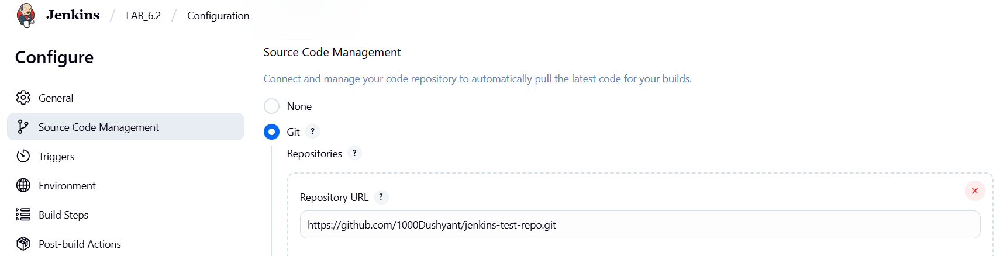 Jenkins / LAB_6.2 / Configuration
Configure
General
Source Code Management
Triggers
Environment
Build Steps
Post-build Actions
Source Code Management
Connect and manage your code repository to automatically pull the latest code for your builds.
None
Git ?
Repositories ?
Repository URL ?
https://github.com/1000Dushyant/jenkins-test-repo.git